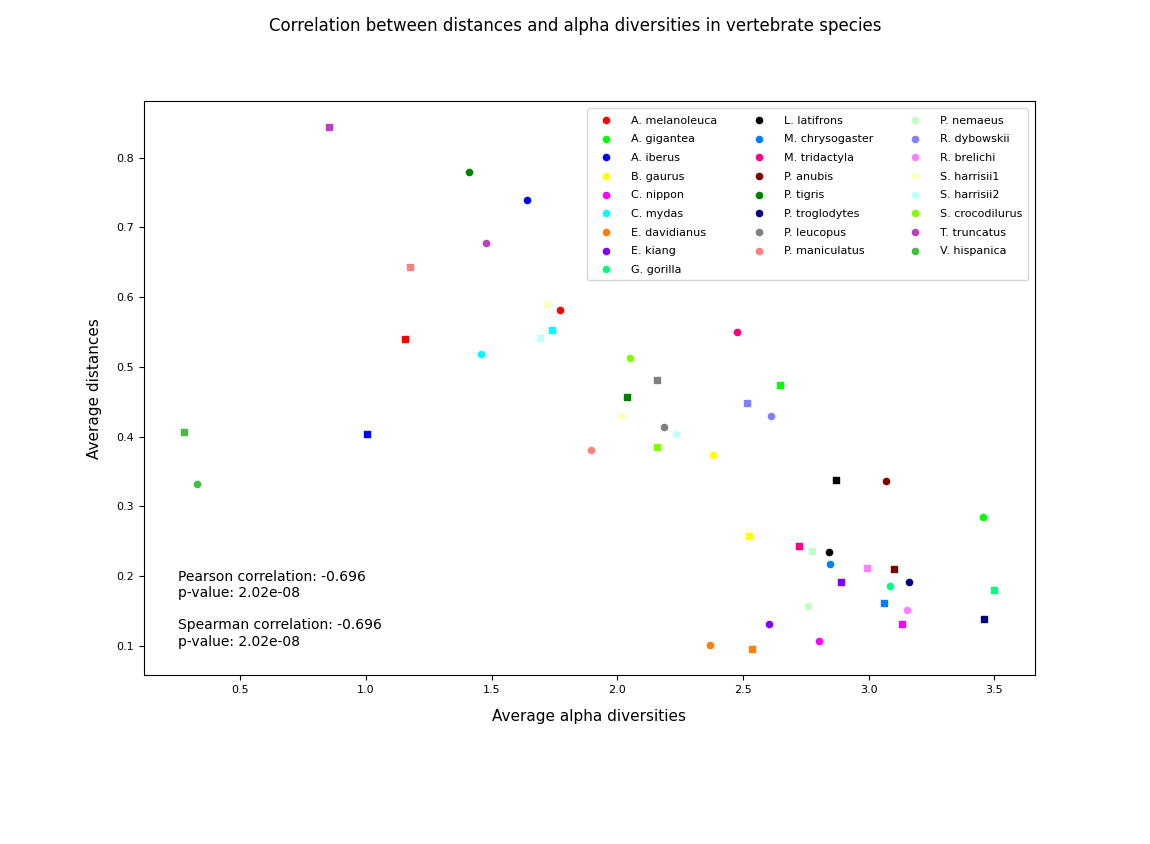 Correlation between distances and alpha diversities in vertebrate species
A. melanoleuca
A. gigantea
A. iberus
B. gaurus
C. nippon
C. mydas
E. davidianus
E. kiang
G. gorilla
L. latifrons
M. chrysogaster
M. tridactyla
P. anubis
P. tigris
P. troglodytes
P. leucopus
P. maniculatus
P. nemaeus
R. dybowskii
R. brelichi
S. harrisii1
S. harrisii2
S. crocodilurus
T. truncatus
V. hispanica
Average distances
0.8
0.7
0.6
0.5
0.4
0.3
0.2
0.1
Pearson correlation: -0.696
p-value: 2.02e-08
Spearman correlation: -0.696
p-value: 2.02e-08
0.5 1.0 1.5 2.0 2.5 3.0 3.5
Average alpha diversities